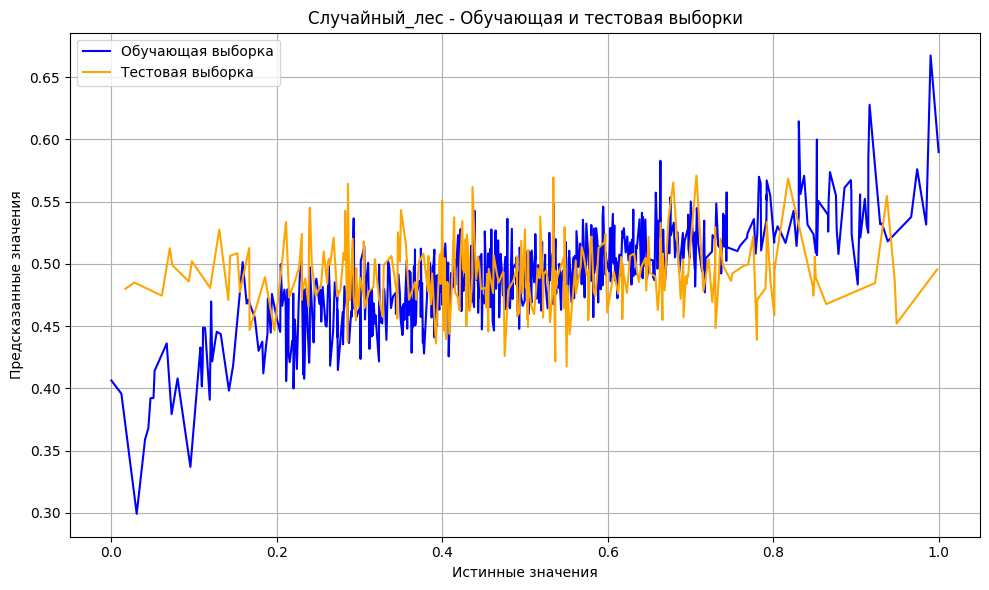 Случайный_лес - Обучающая и тестовая выборки
Обучающая выборка
Тестовая выборка
Предсказанные значения
0.65
0.60
0.55
0.50
0.45
0.40
0.35
0.30
0.0
0.2
0.4
0.6
0.8
1.0
Истинные значения